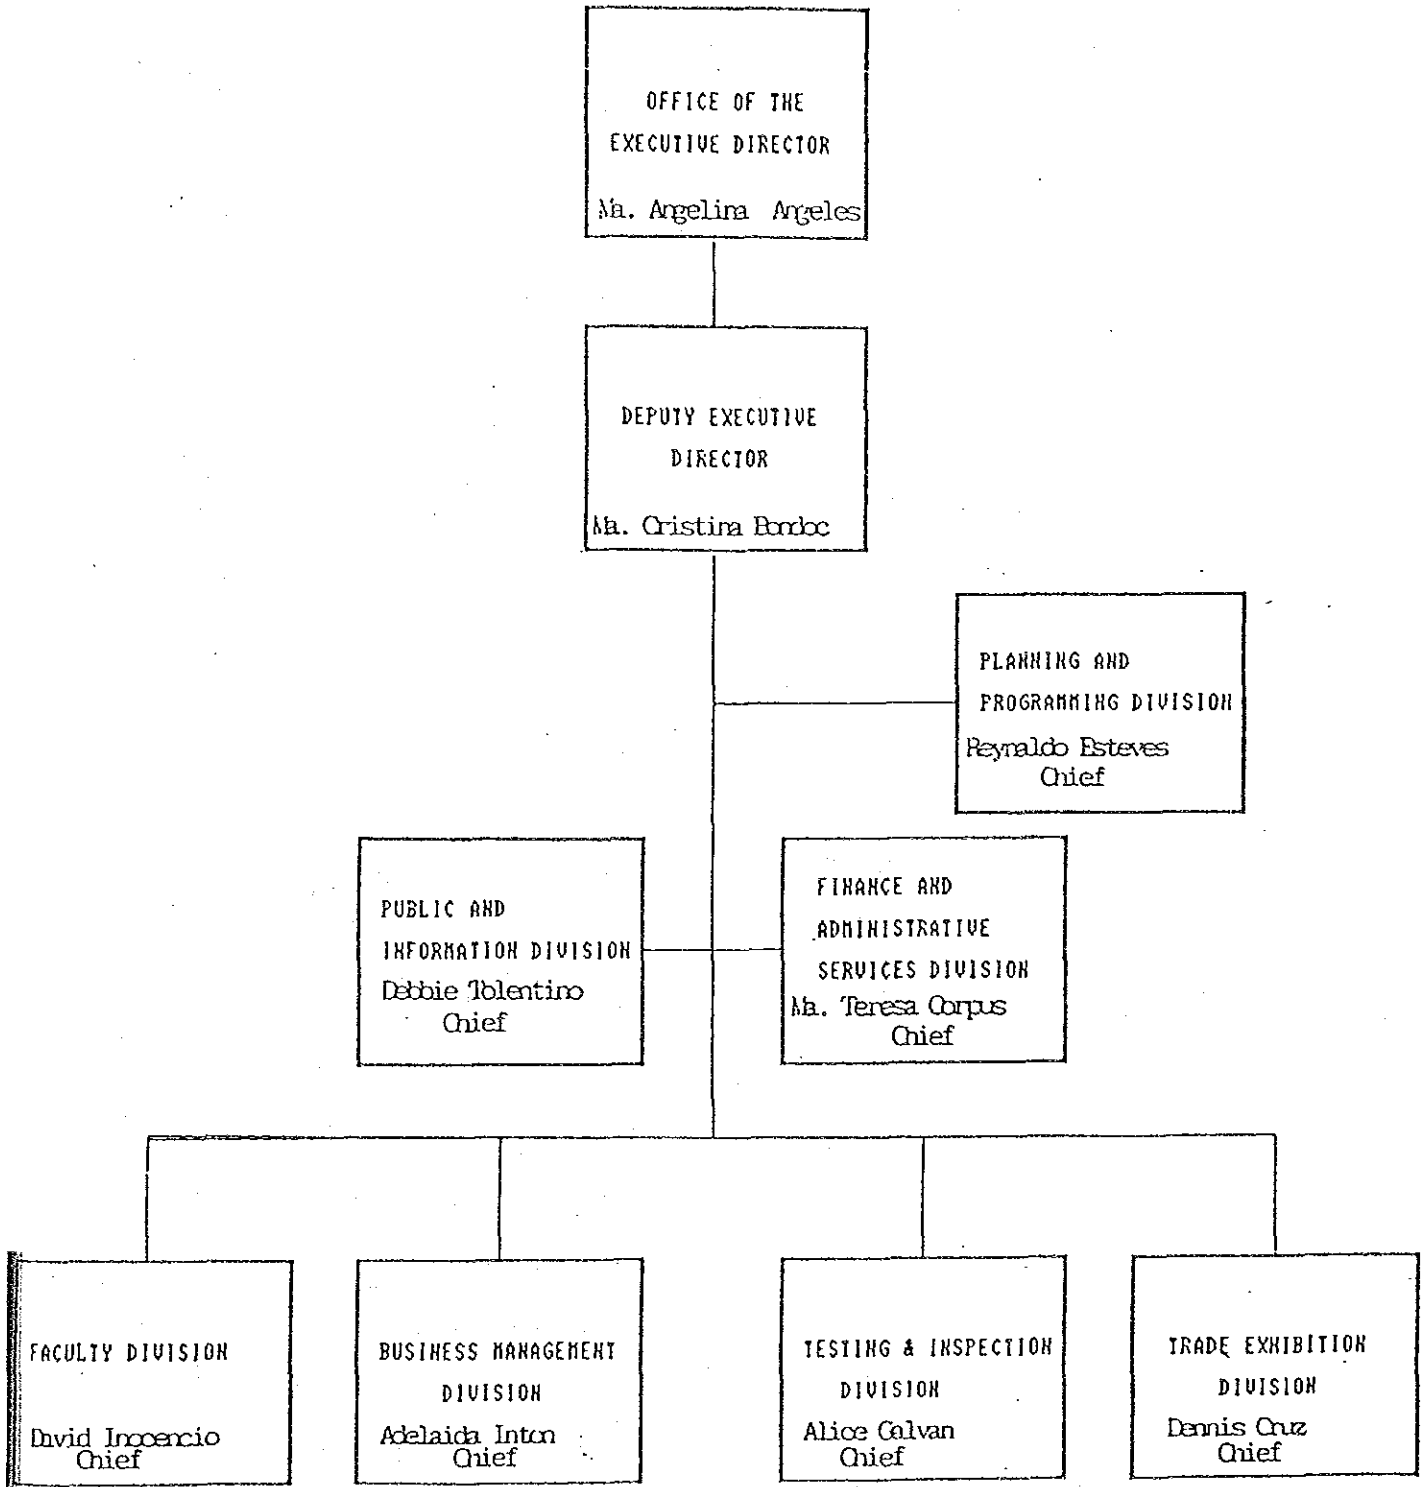 OFFICE OF THE
EXECUTIVE DIRECTOR
Ma. Angelina Angeles
DEPUTY EXECUTIVE
DIRECTOR
Ma. Cristina Bondoc
PLANNING AND
PROGRAMMING DIVISION
Reynaldo Esteves
Chief
PUBLIC AND
INFORMATION DIVISION
Debbie Tolentino
Chief
FINANCE AND
ADMINISTRATIVE
SERVICES DIVISION
Ma. Teresa Corpus
Chief
FACULTY DIVISION
David Inocencio
Chief
BUSINESS MANAGEMENT
DIVISION
Adelaida Inton
Chief
TESTING & INSPECTION
DIVISION
Alice Galvan
Chief
TRADE EXHIBITION
DIVISION
Dennis Cruz
Chief